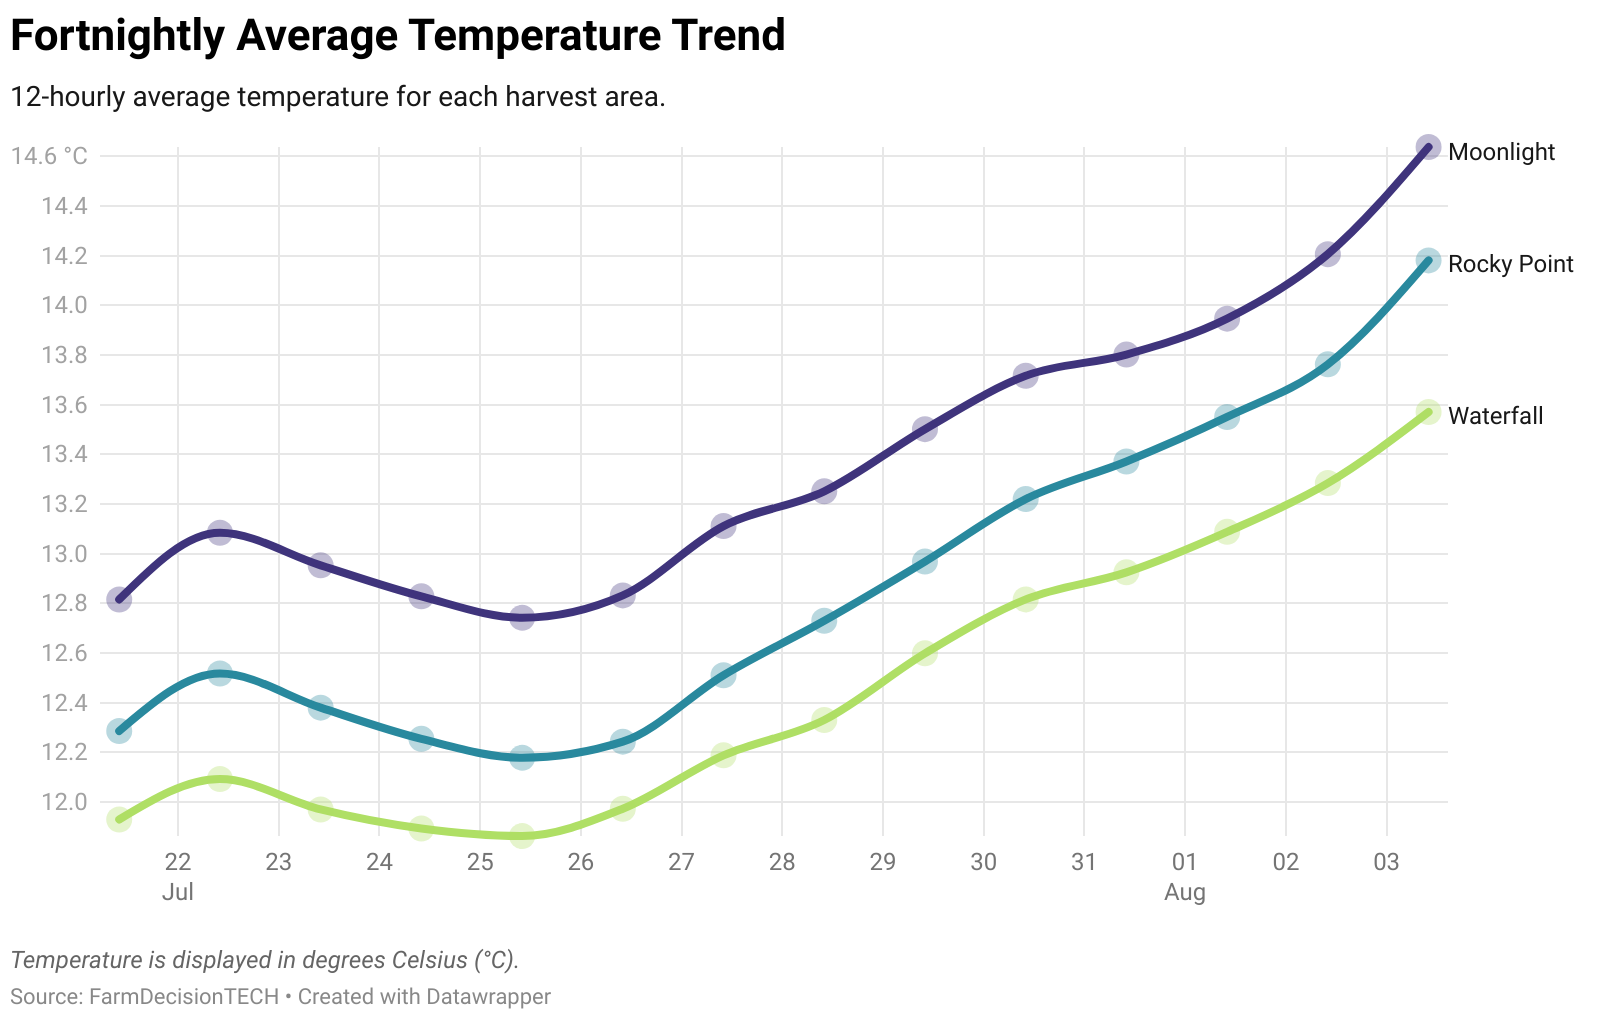 Fortnightly Average Temperature Trend
12-hourly average temperature for each harvest area.
14.6 °C
14.4
14.2
14.0
13.8
13.6
13.4
13.2
13.0
12.8
12.6
12.4
12.2
12.0
Moonlight
Rocky Point
Waterfall
22 23 24 25 26 27 28 29 30 31 01 02 03
Jul Aug
Temperature is displayed in degrees Celsius (°C).
Source: FarmDecisionTECH • Created with Datawrapper